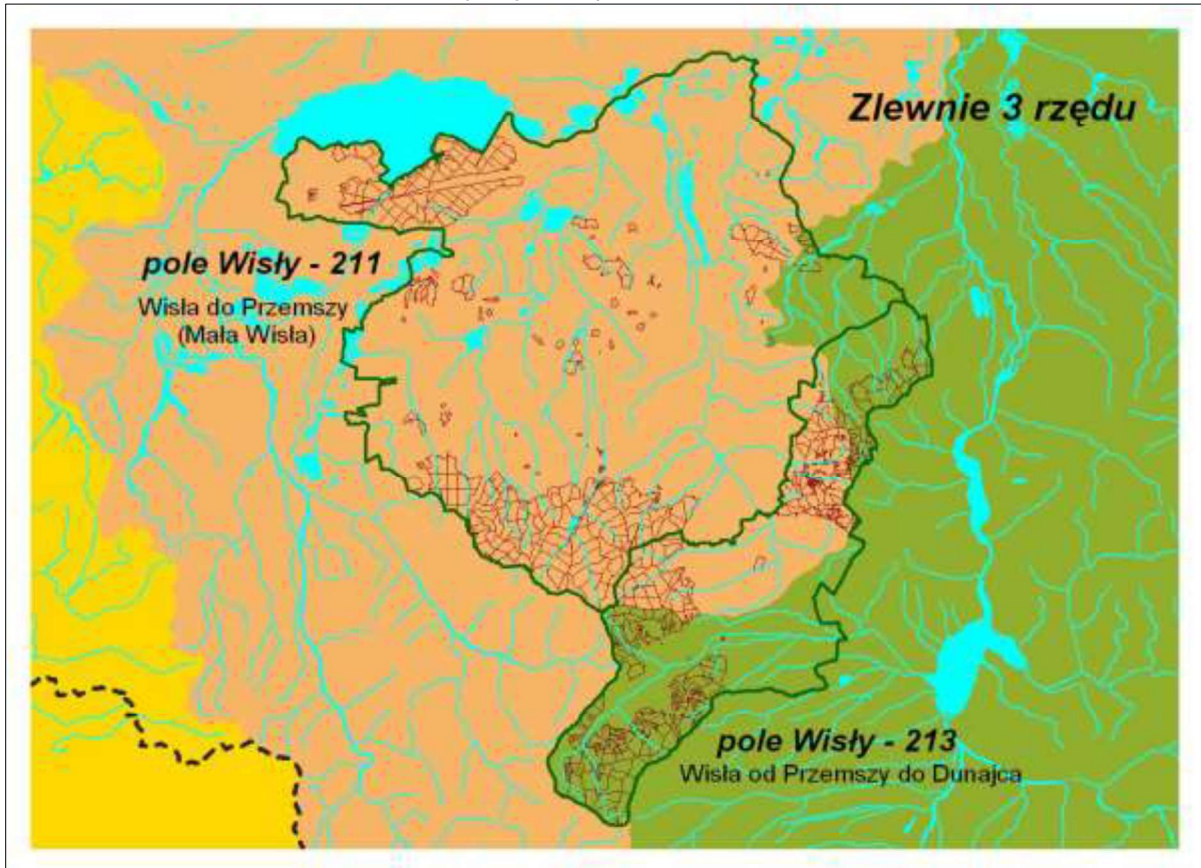 Zlewnie 3 rzędu
pole Wisły - 211
Wisła do Przemszy
(Mała Wisła)
pole Wisły - 213
Wisła od Przemszy do Dunajca